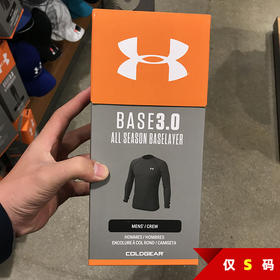 BASE3.0
ALL SEASON BASELAYER
MENS' / CREW
HOMMES / HOMBRES
ENCOLURE À COL ROND / CAMISETA
COLDGEAR
仅 S 码